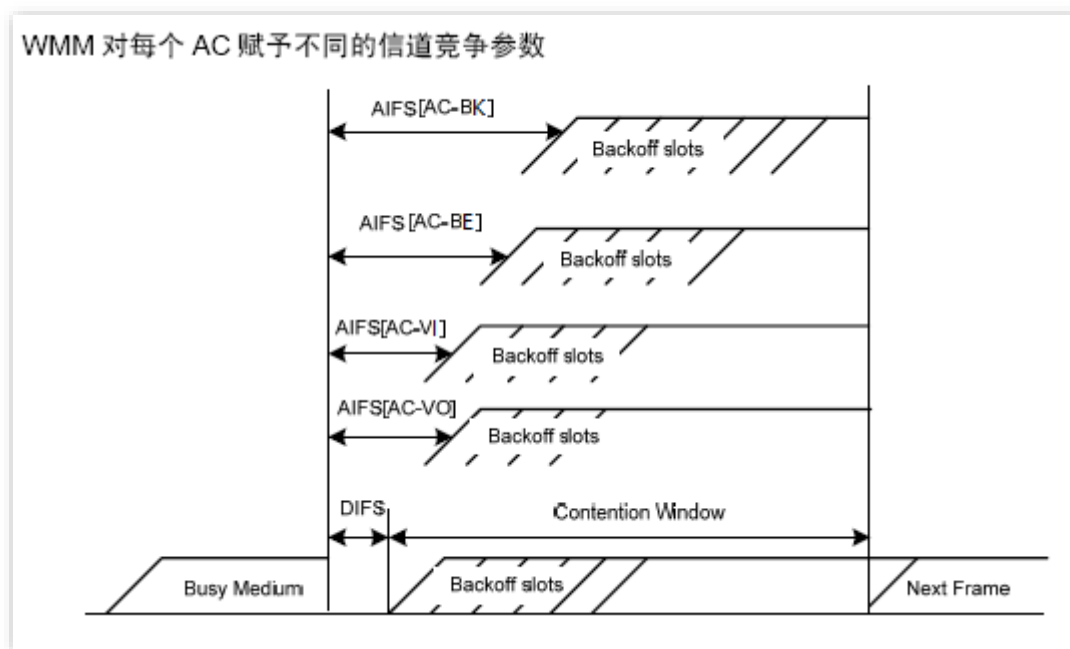 WMM 对每个 AC 赋予不同的信道竞争参数
AIFS[AC-BK]
Backoff slots
AIFS[AC-BE]
Backoff slots
AIFS[AC-VI]
Backoff slots
AIFS[AC-VO]
Backoff slots
DIFS
Contention Window
Busy Medium
Backoff slots
Next Frame